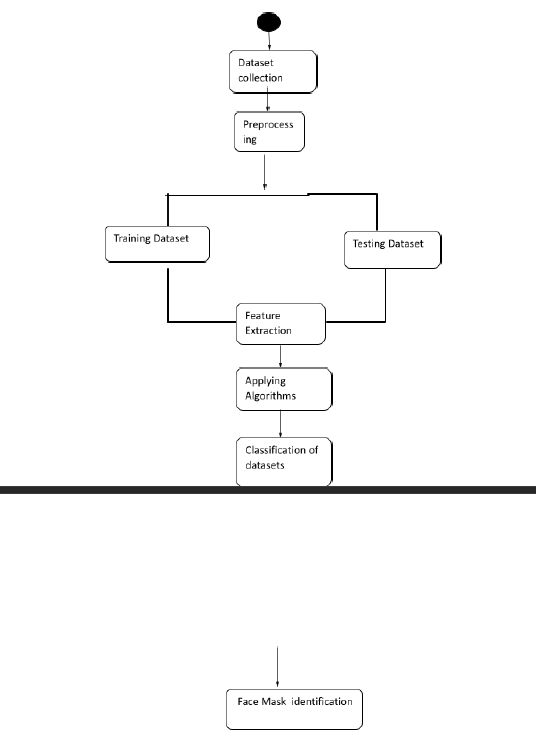 Dataset
collection
Preprocess
ing
Training Dataset
Testing Dataset
Feature
Extraction
Applying
Algorithms
Classification of
datasets
Face Mask identification